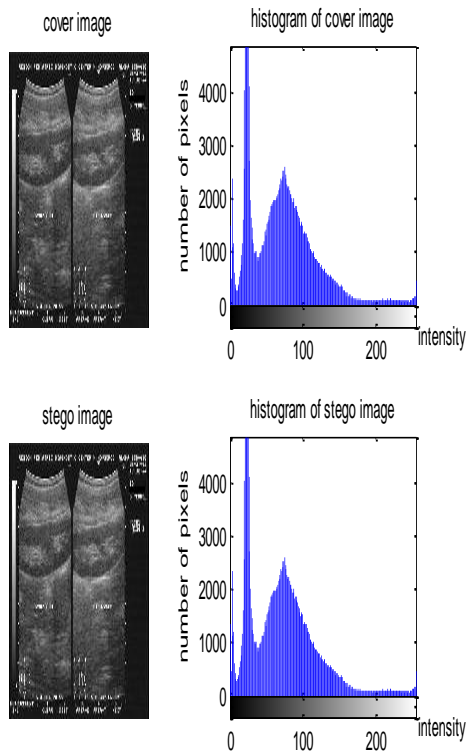 cover image
histogram of cover image
number of pixels
4000
3000
2000
1000
0
0 100 200
intensity
stego image
histogram of stego image
number of pixels
4000
3000
2000
1000
0
0 100 200
intensity